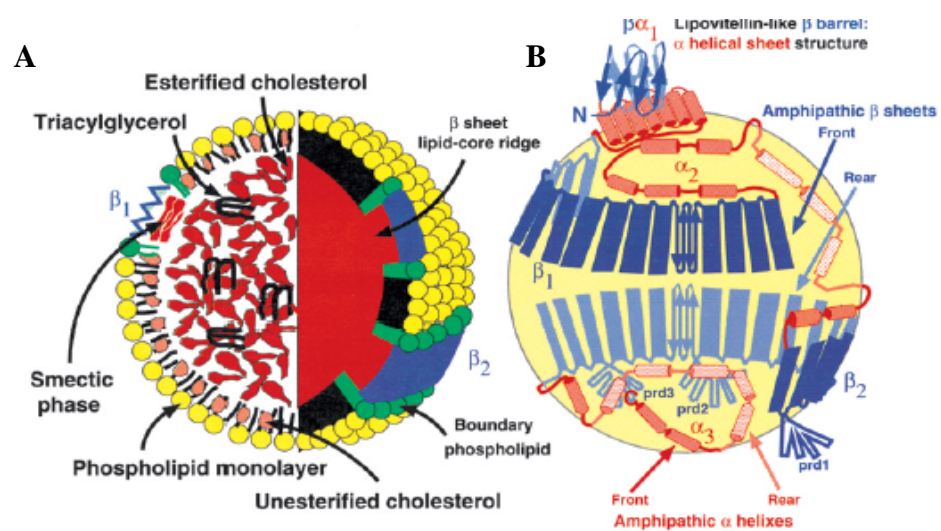 A
Esterified cholesterol
Triacylglycerol
β sheet
lipid-core ridge
β1
β2
Smectic
phase
Boundary
phospholipid
Phospholipid monolayer
Unesterified cholesterol
B
βα1
Lipovitellin-like β barrel:
α helical sheet structure
N
Amphipathic β sheets
Front
Rear
α2
β1
β2
prd3
C
prd2
α3
prd1
Front
Rear
Amphipathic α helixes